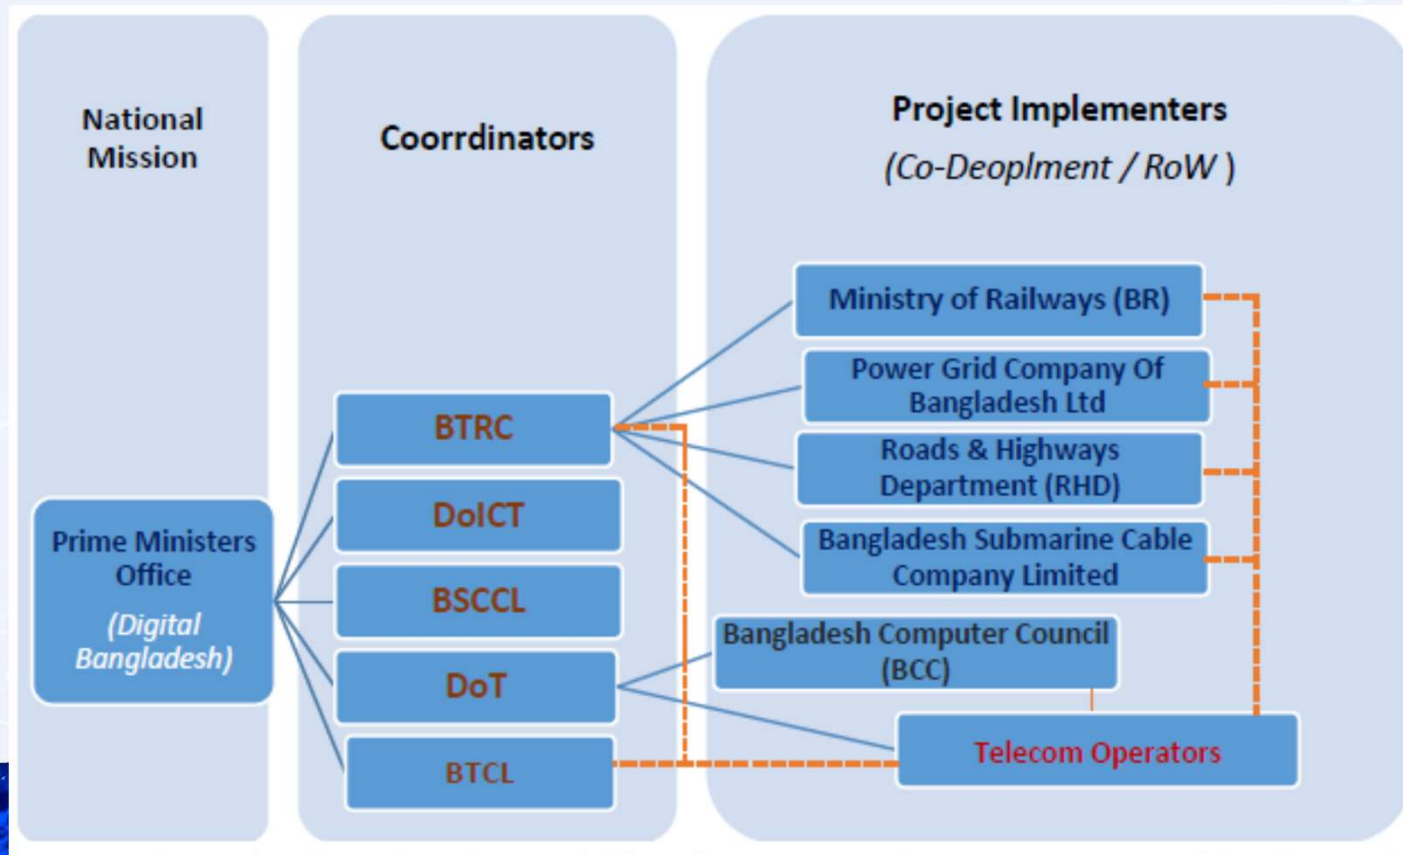 National
Mission
Coorrdinators
Project Implementers
(Co-Deoplment / RoW )
Prime Ministers
Office
(Digital
Bangladesh)
BTRC
DoICT
BSCCL
DoT
BTCL
Ministry of Railways (BR)
Power Grid Company Of
Bangladesh Ltd
Roads & Highways
Department (RHD)
Bangladesh Submarine Cable
Company Limited
Bangladesh Computer Council
(BCC)
Telecom Operators